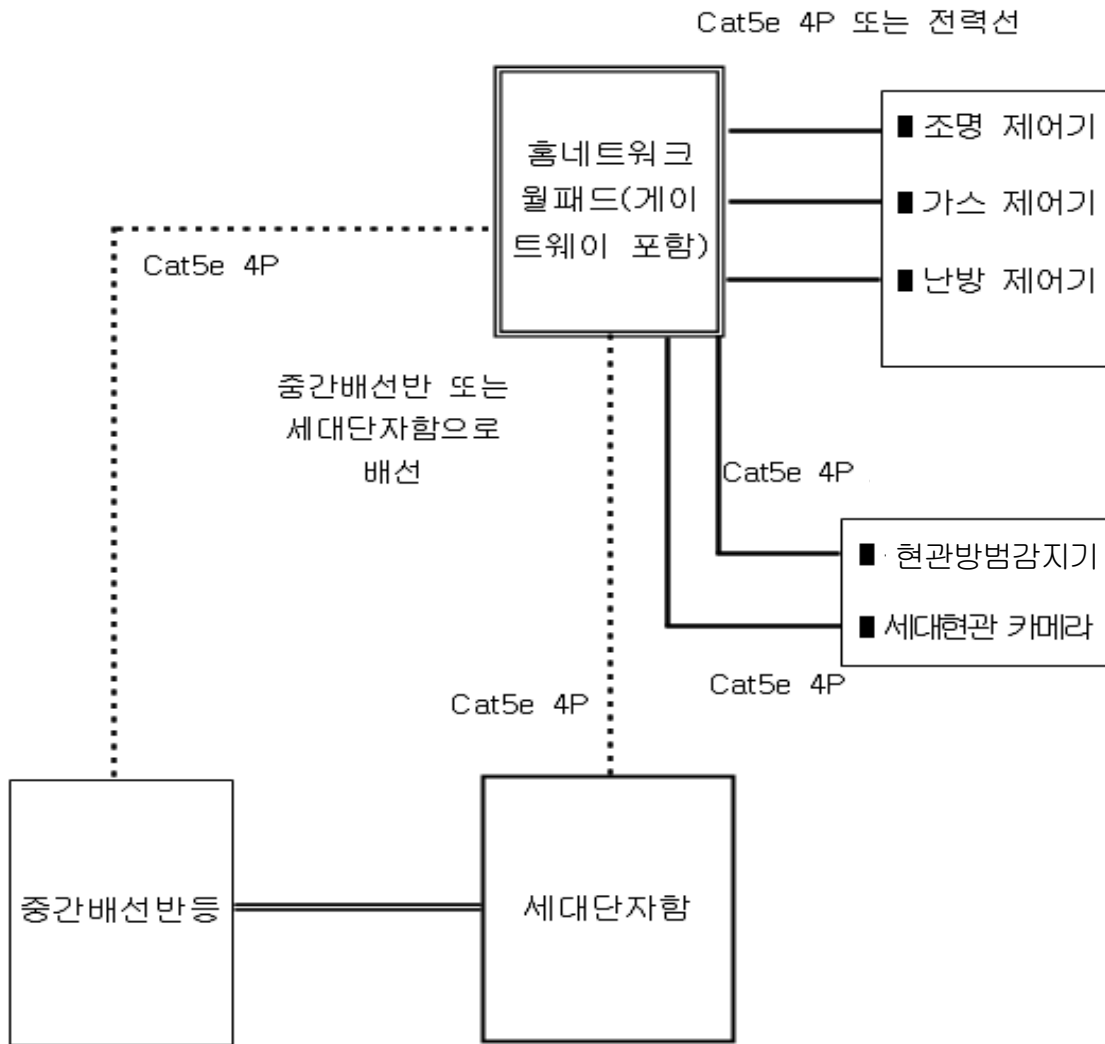 Cat5e 4P 또는 전력선
홈네트워크
월패드(게이
트웨이 포함)
■ 조명 제어기
■ 가스 제어기
■ 난방 제어기
Cat5e 4P
중간배선반 또는
세대단자함으로
배선
Cat5e 4P
■ 현관방범감지기
■ 세대현관 카메라
Cat5e 4P
Cat5e 4P
중간배선반등
세대단자함